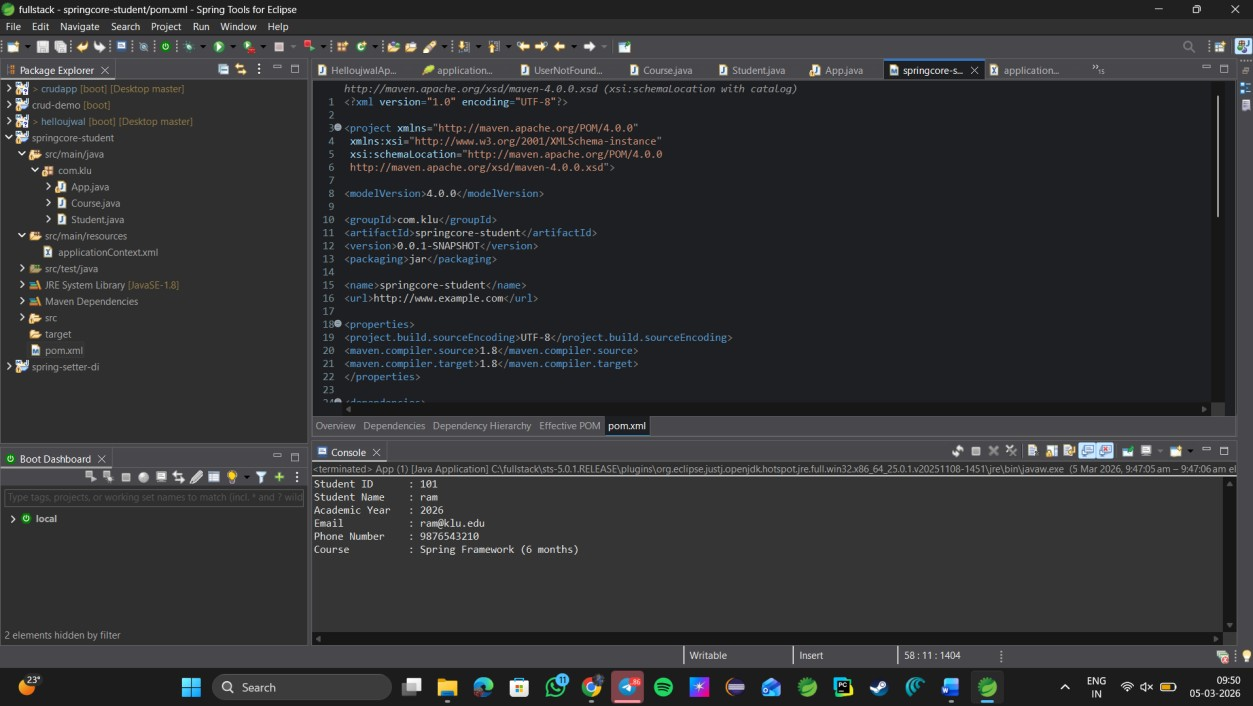 fullstack - springcore-student/pom.xml - Spring Tools for Eclipse
File Edit Navigate Search Project Run Window Help
Package Explorer
crudapp [boot] [Desktop master]
crud-demo [boot]
> helloujwal [boot] [Desktop master]
springcore-student
src/main/java
com.klu
App.java
Course.java
Student.java
src/main/resources
applicationContext.xml
src/test/java
JRE System Library [JavaSE-1.8]
Maven Dependencies
src
target
pom.xml
spring-setter-di
HelloujwalAp...
application....
UserNotFound...
Course.java
Student.java
App.java
springcore-s...
application....
»15
http://maven.apache.org/xsd/maven-4.0.0.xsd (xsi:schemaLocation with catalog)
1 <?xml version="1.0" encoding="UTF-8"?>
2
3 <project xmlns="http://maven.apache.org/POM/4.0.0"
4 xmlns:xsi="http://www.w3.org/2001/XMLSchema-instance"
5 xsi:schemaLocation="http://maven.apache.org/POM/4.0.0
6 http://maven.apache.org/xsd/maven-4.0.0.xsd">
7
8 <modelVersion>4.0.0</modelVersion>
9
10 <groupId>com.klu</groupId>
11 <artifactId>springcore-student</artifactId>
12 <version>0.0.1-SNAPSHOT</version>
13 <packaging>jar</packaging>
14
15 <name>springcore-student</name>
16 <url>http://www.example.com</url>
17
18 <properties>
19 <project.build.sourceEncoding>UTF-8</project.build.sourceEncoding>
20 <maven.compiler.source>1.8</maven.compiler.source>
21 <maven.compiler.target>1.8</maven.compiler.target>
22 </properties>
23
24 <dependencies>
Overview Dependencies Dependency Hierarchy Effective POM pom.xml
Boot Dashboard
Type tags, projects, or working set names to match (incl. * and ? wild
local
2 elements hidden by filter
Console
<terminated> App (1) [Java Application] C:\fullstack\sts-5.0.1.RELEASE\plugins\org.eclipse.justj.openjdk.hotspot.jre.full.win32.x86_64_25.0.1.v20251108-1451\jre\bin\javaw.exe (5 Mar 2026, 9:47:05 am – 9:47:06 am el
Student ID : 101
Student Name : ram
Academic Year : 2026
Email : ram@klu.edu
Phone Number : 9876543210
Course : Spring Framework (6 months)
Writable Insert 58 : 11 : 1404
23°
Search
11
86
PC
ENG
IN
09:50
05-03-2026